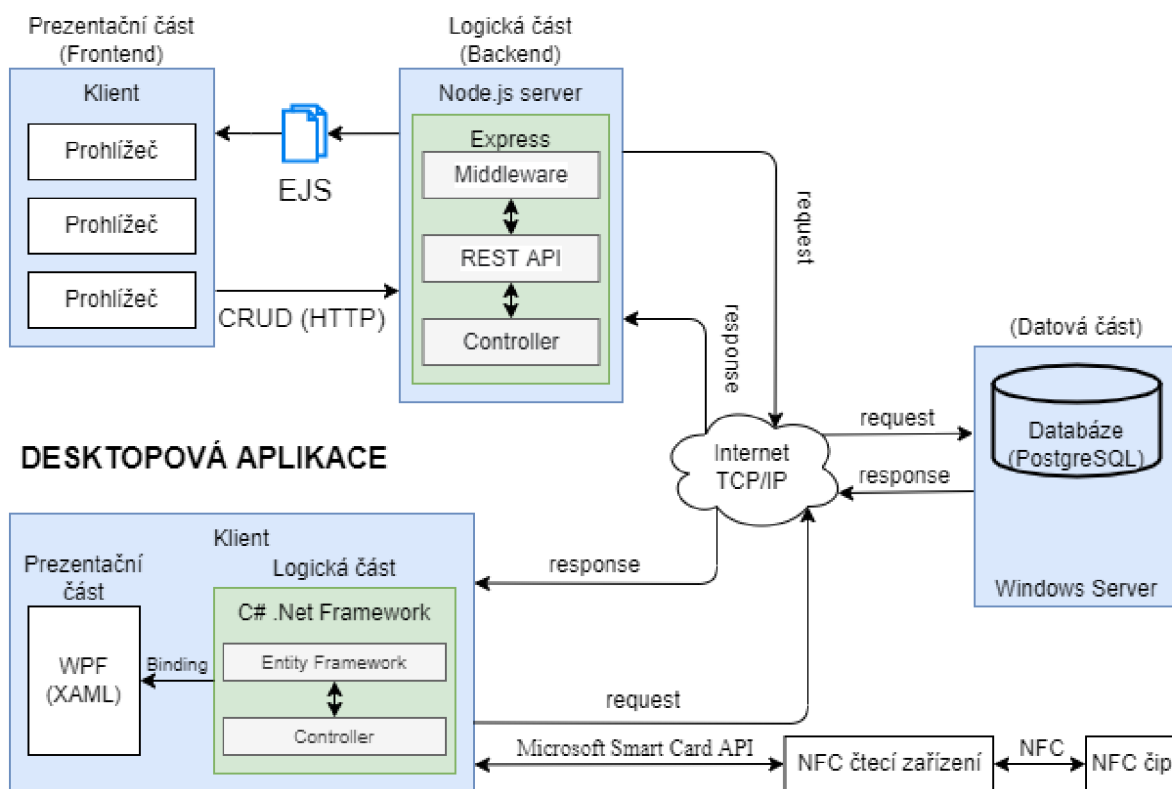 Prezentační část
(Frontend)
Klient
Prohlížeč
Prohlížeč
Prohlížeč
EJS
CRUD (HTTP)
Logická část
(Backend)
Node.js server
Express
Middleware
REST API
Controller
request
response
Internet
TCP/IP
request
response
(Datová část)
Databáze
(PostgreSQL)
Windows Server
DESKTOPOVÁ APLIKACE
Klient
Prezentační
část
WPF
(XAML)
Binding
Logická část
C# .Net Framework
Entity Framework
Controller
response
request
Microsoft Smart Card API
NFC čtecí zařízení
NFC
NFC čip